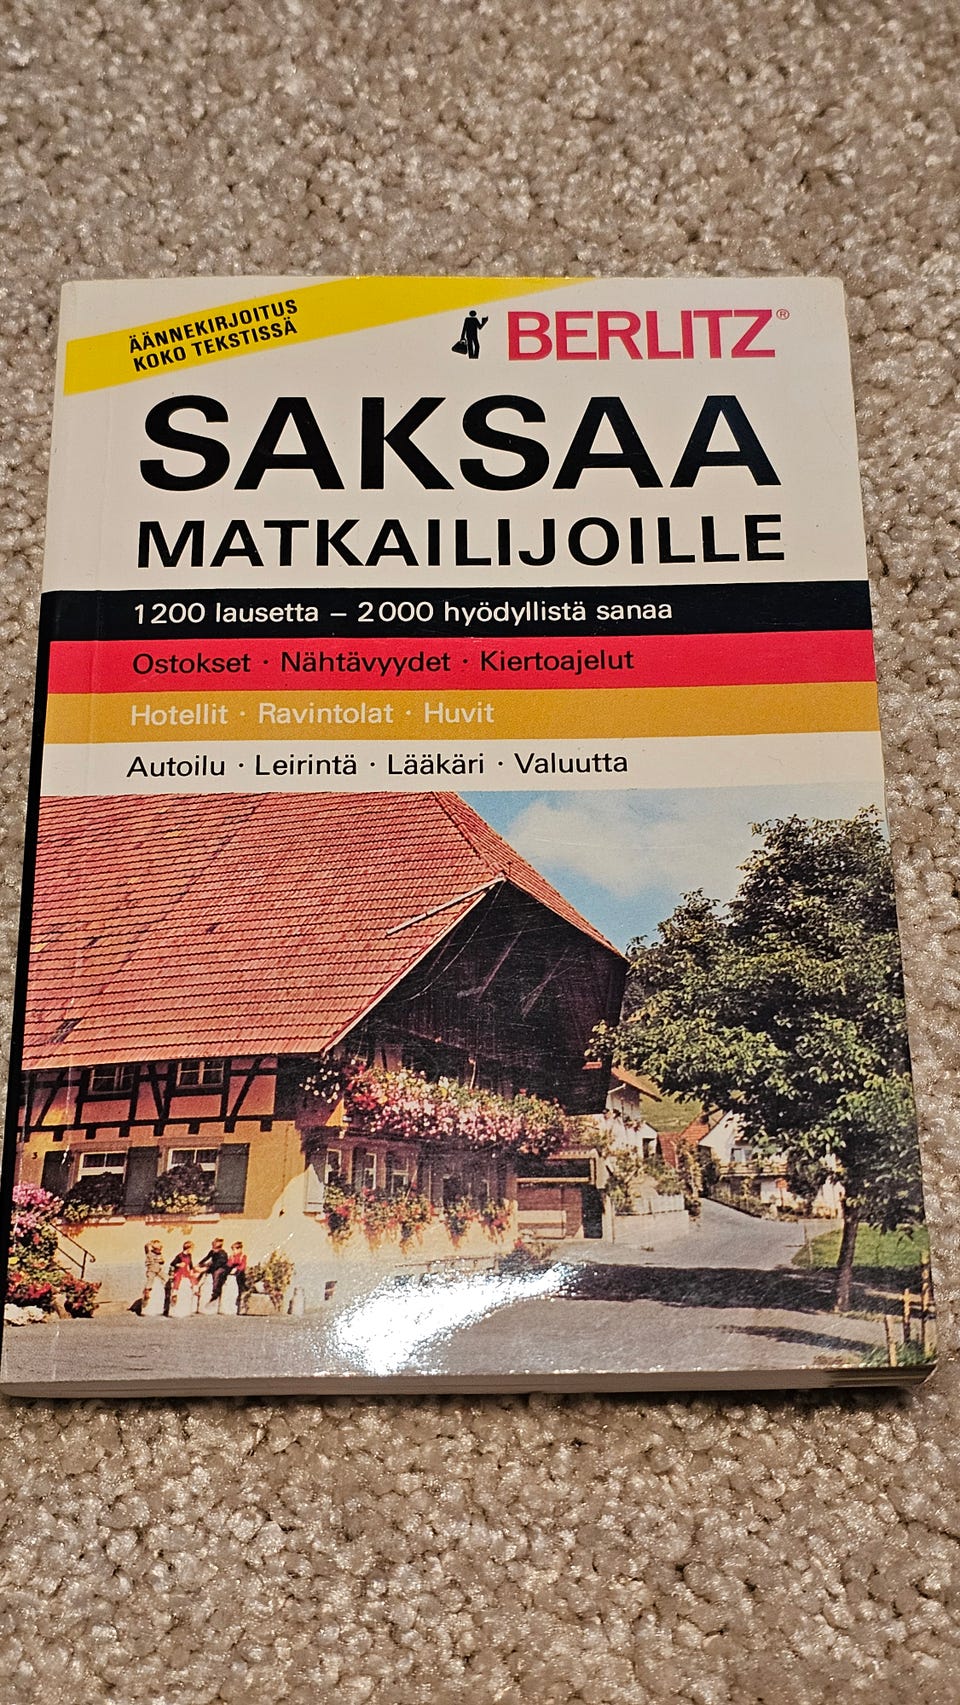 ÄÄNNEKIRJOITUS
KOKO TEKSTISSÄ
BERLITZ®
SAKSAA
MATKAILIJOILLE
1200 lausetta – 2000 hyödyllistä sanaa
Ostokset · Nähtävyydet · Kiertoajelut
Hotellit · Ravintolat · Huvit
Autoilu · Leirintä · Lääkäri · Valuutta